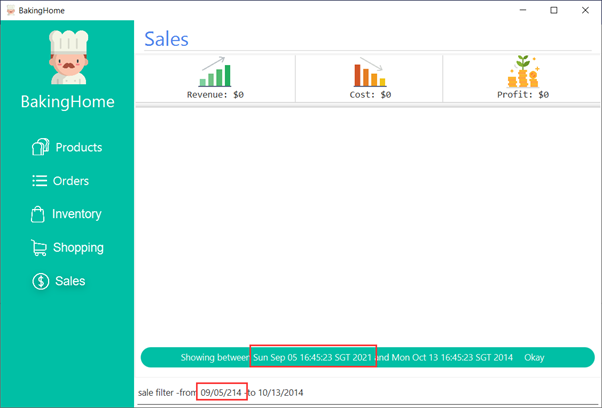 BakingHome
Sales
BakingHome
Revenue: $0
Cost: $0
Profit: $0
Products
Orders
Inventory
Shopping
Sales
Showing between Sun Sep 05 16:45:23 SGT 2021 and Mon Oct 13 16:45:23 SGT 2014 Okay
sale filter -from 09/05/214 -to 10/13/2014